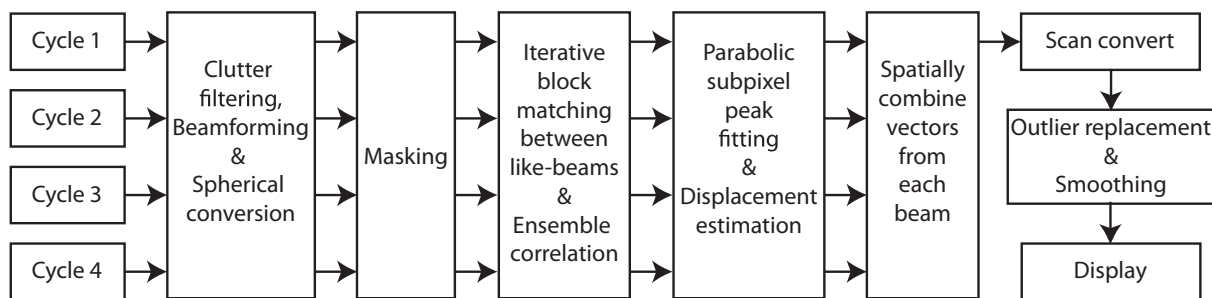 Cycle 1
Cycle 2
Cycle 3
Cycle 4
Clutter
filtering,
Beamforming
&
Spherical
conversion
Masking
Iterative
block
matching
between
like-beams
&
Ensemble
correlation
Parabolic
subpixel
peak
fitting
&
Displacement
estimation
Spatially
combine
vectors
from
each
beam
Scan convert
Outlier replacement
&
Smoothing
Display